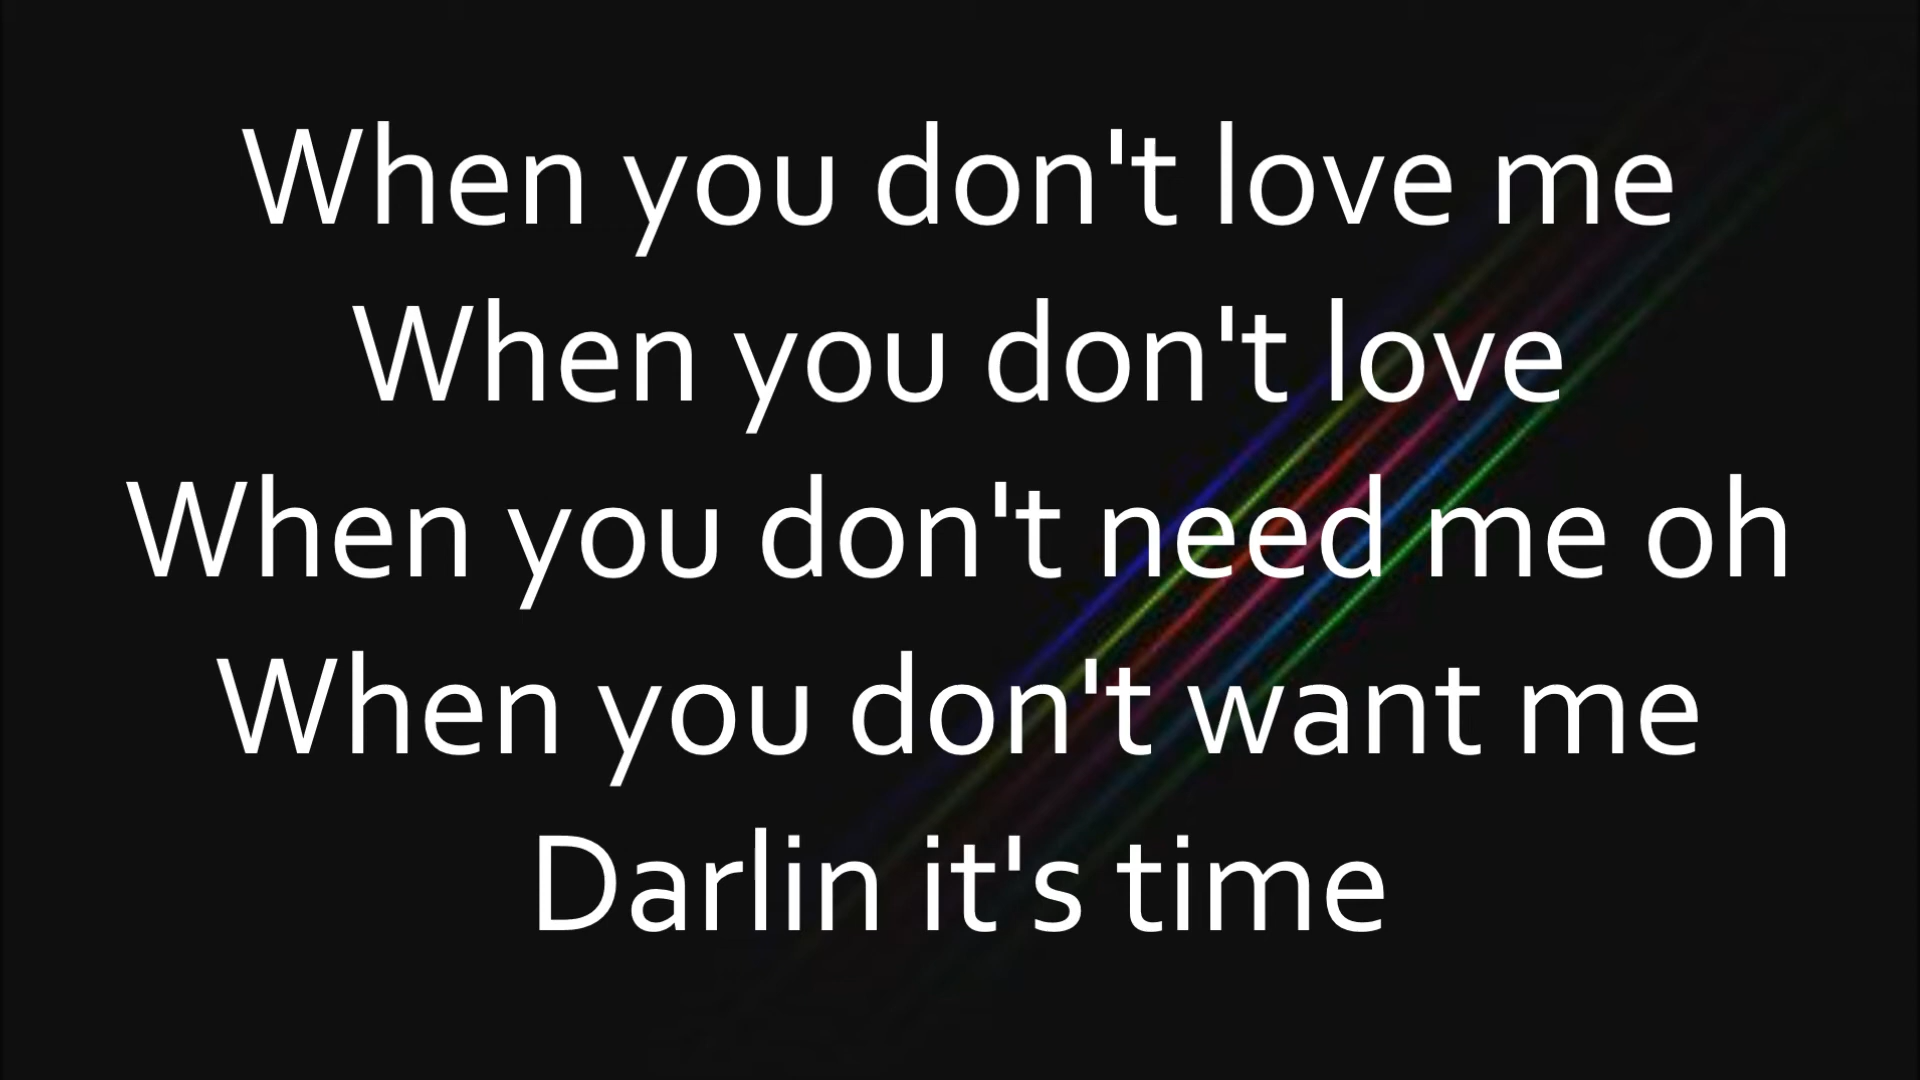 When you don't love me
When you don't love
When you don't need me oh
When you don't want me
Darlin it's time